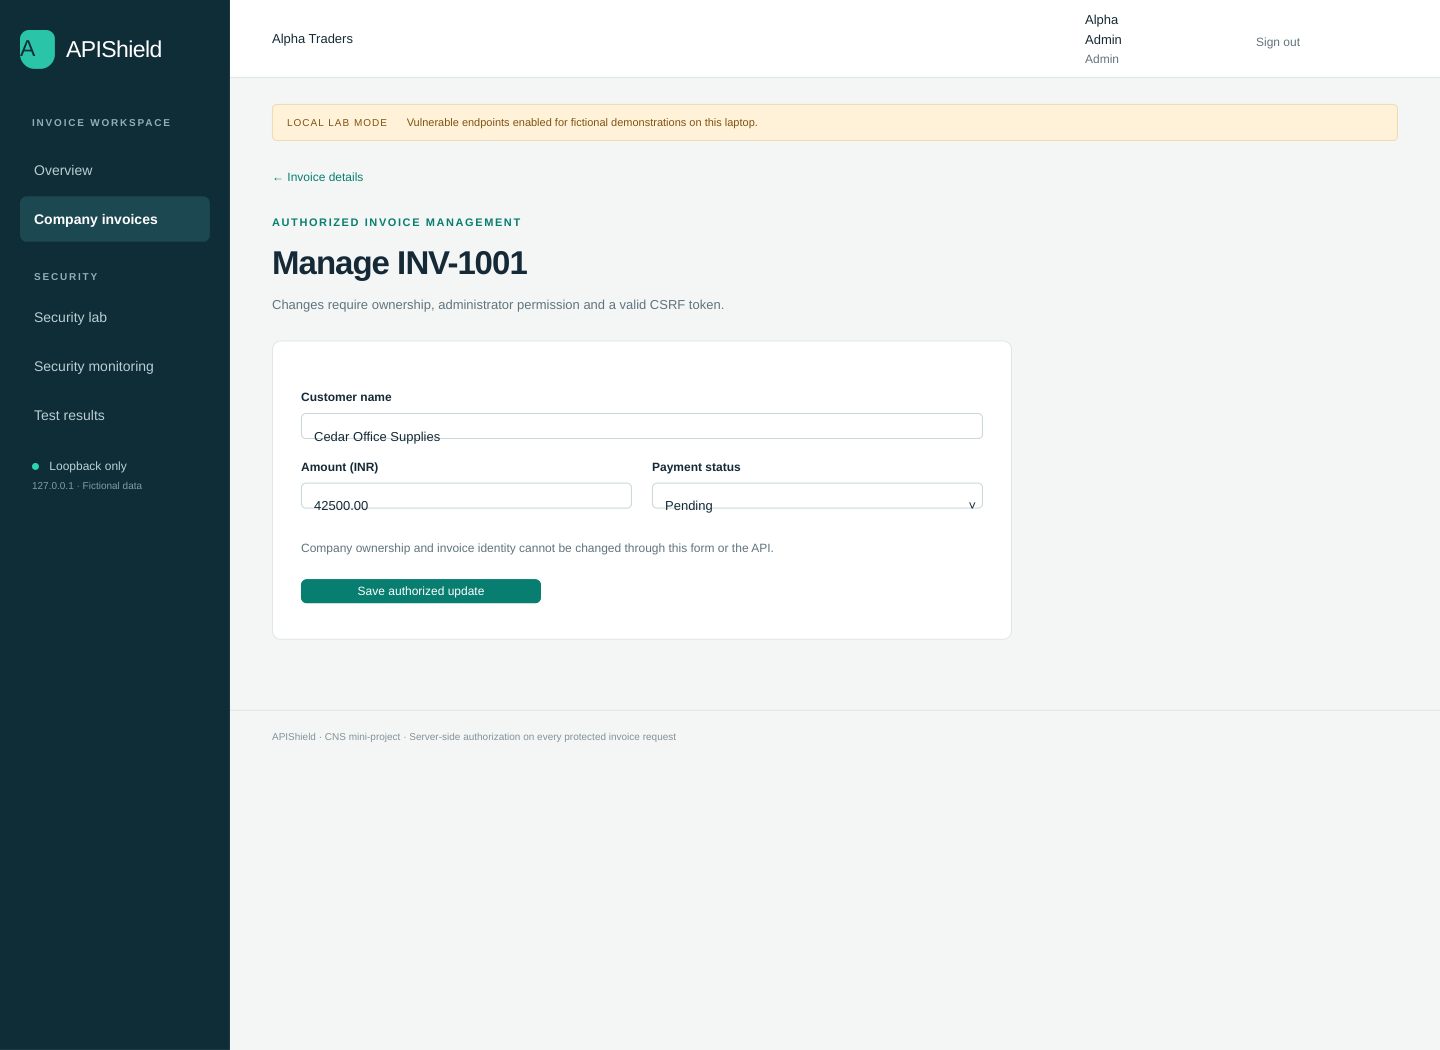 A APIShield
INVOICE WORKSPACE
Overview
Company invoices
SECURITY
Security lab
Security monitoring
Test results
Loopback only
127.0.0.1 · Fictional data
Alpha Traders
Alpha
Admin
Admin
Sign out
LOCAL LAB MODE Vulnerable endpoints enabled for fictional demonstrations on this laptop.
← Invoice details
AUTHORIZED INVOICE MANAGEMENT
Manage INV-1001
Changes require ownership, administrator permission and a valid CSRF token.
Customer name
Cedar Office Supplies
Amount (INR) Payment status
42500.00 Pending
Company ownership and invoice identity cannot be changed through this form or the API.
Save authorized update
APIShield · CNS mini-project · Server-side authorization on every protected invoice request